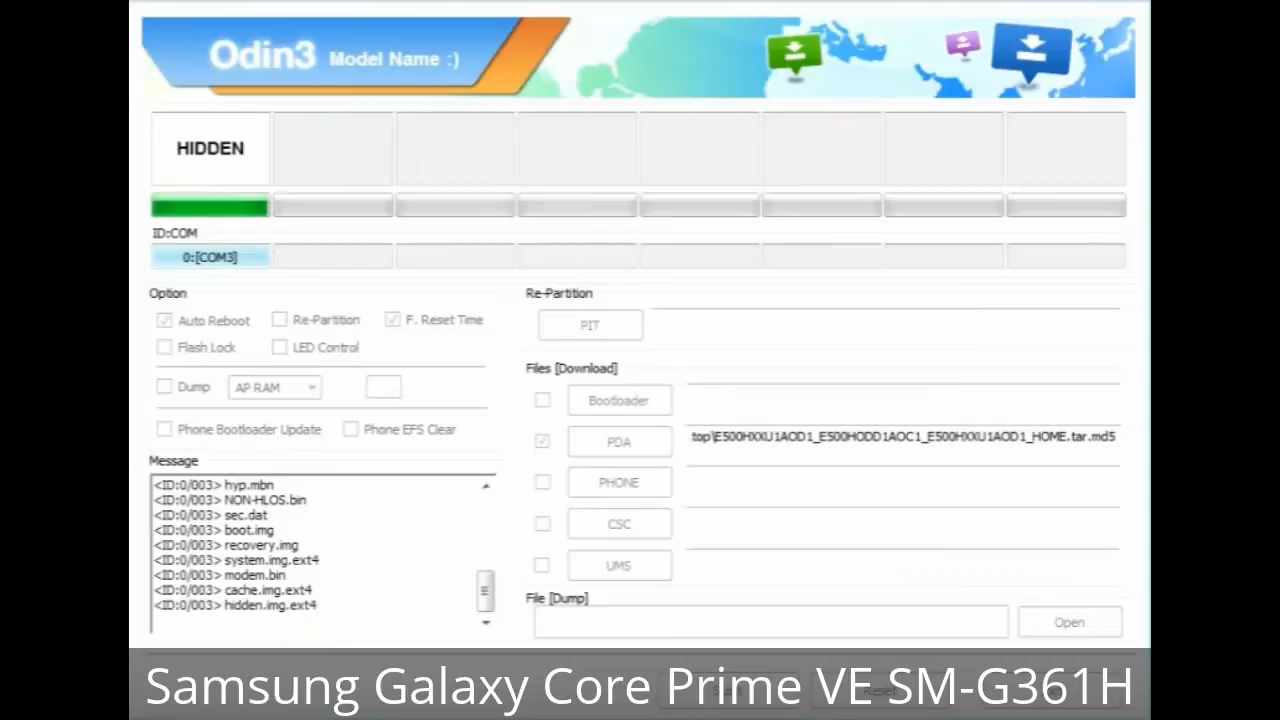 Odin3 Model Name :)
HIDDEN
ID:COM
0:[COM3]
Option
Auto Reboot Re-Partition F. Reset Time
Flash Lock LED Control
Dump AP RAM
Phone Bootloader Update Phone EFS Clear
Message
<ID:0/003> hyp.mbn
<ID:0/003> NON-HLOS.bin
<ID:0/003> sec.dat
<ID:0/003> boot.img
<ID:0/003> recovery.img
<ID:0/003> system.img.ext4
<ID:0/003> modem.bin
<ID:0/003> cache.img.ext4
<ID:0/003> hidden.img.ext4
Re-Partition
PIT
Files [Download]
Bootloader
PDA top\E500HXXU1AOD1_E500HODD1AOC1_E500HXXU1AOD1_HOME.tar.md5
PHONE
CSC
UMS
File [Dump]
Open
Samsung Galaxy Core Prime VE SM-G361H